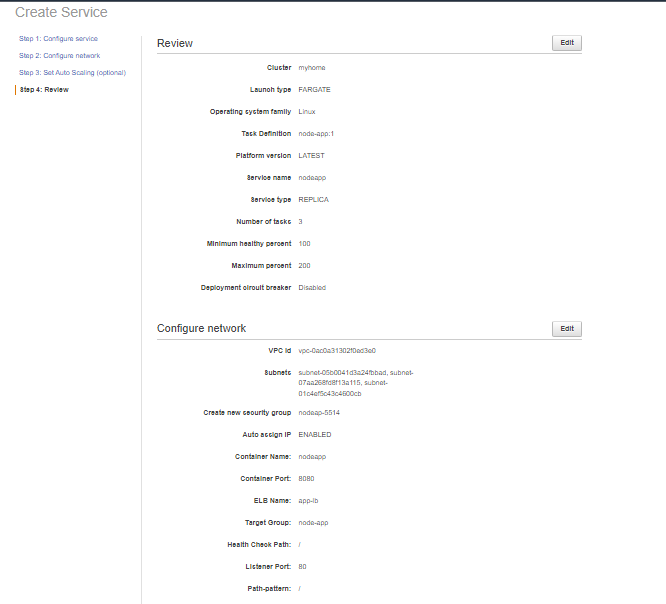 Create Service
Step 1: Configure service
Step 2: Configure network
Step 3: Set Auto Scaling (optional)
Step 4: Review
Review
Edit
Cluster myhome
Launch type FARGATE
Operating system family Linux
Task Definition node-app:1
Platform version LATEST
Service name nodeapp
Service type REPLICA
Number of tasks 3
Minimum healthy percent 100
Maximum percent 200
Deployment circuit breaker Disabled
Configure network
Edit
VPC Id vpc-0ac0a31302f0ed3e0
Subnets subnet-05b0041d3a24fbbad, subnet-
07aa268fd8f13a115, subnet-
01c4ef5c43c4600cb
Create new security group nodeap-5514
Auto assign IP ENABLED
Container Name: nodeapp
Container Port: 8080
ELB Name: app-lb
Target Group: node-app
Health Check Path: /
Listener Port: 80
Path-pattern: /